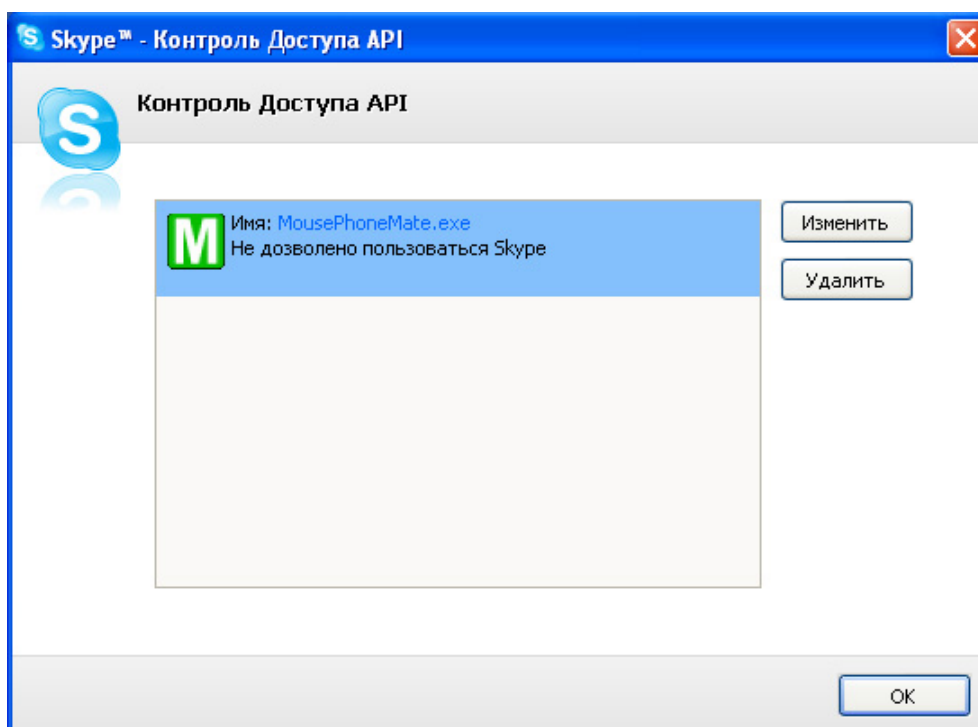 Skype™ - Контроль Доступа API
Контроль Доступа API
Имя: MousePhoneMate.exe
Не дозволено пользоваться Skype
Изменить
Удалить
OK